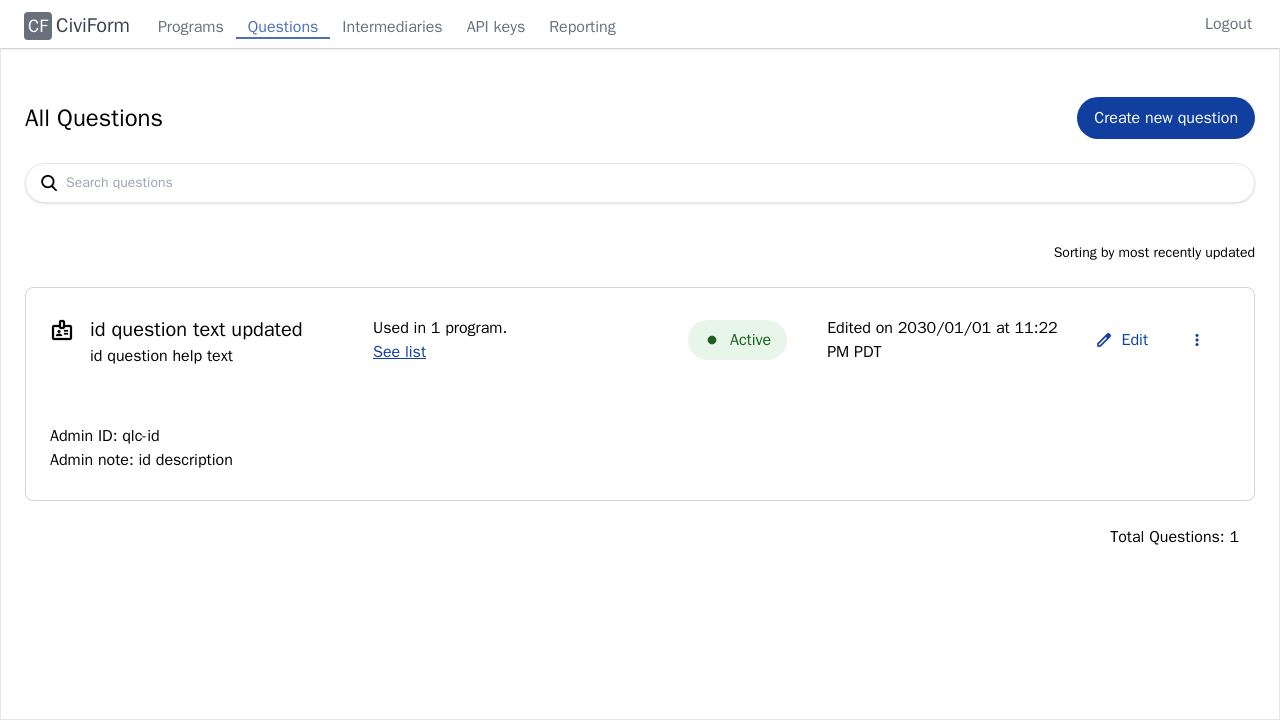 CF CiviForm Programs Questions Intermediaries API keys Reporting Logout
All Questions
Create new question
Search questions
Sorting by most recently updated
id question text updated
id question help text
Used in 1 program.
See list
Active
Edited on 2030/01/01 at 11:22
PM PDT
Edit
Admin ID: qlc-id
Admin note: id description
Total Questions: 1